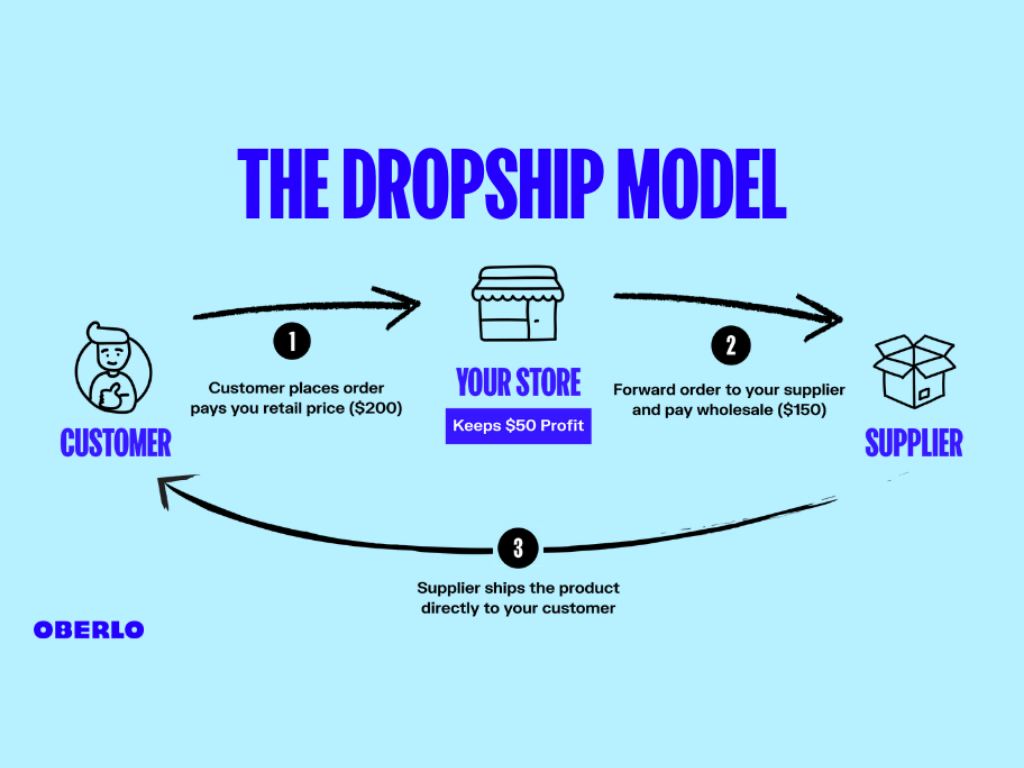 THE DROPSHIP MODEL
1
Customer places order
pays you retail price ($200)
CUSTOMER
YOUR STORE
Keeps $50 Profit
2
Forward order to your supplier
and pay wholesale ($150)
SUPPLIER
3
Supplier ships the product
directly to your customer
OBERLO